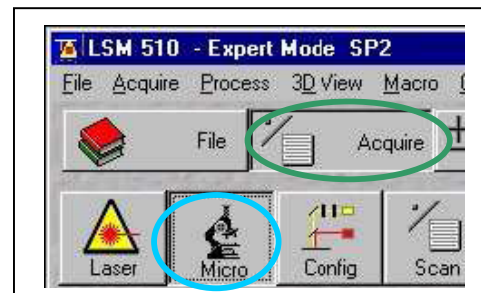 LSM 510 - Expert Mode SP2
File Acquire Process 3D View Macro
File Acquire
Laser Micro Config Scan